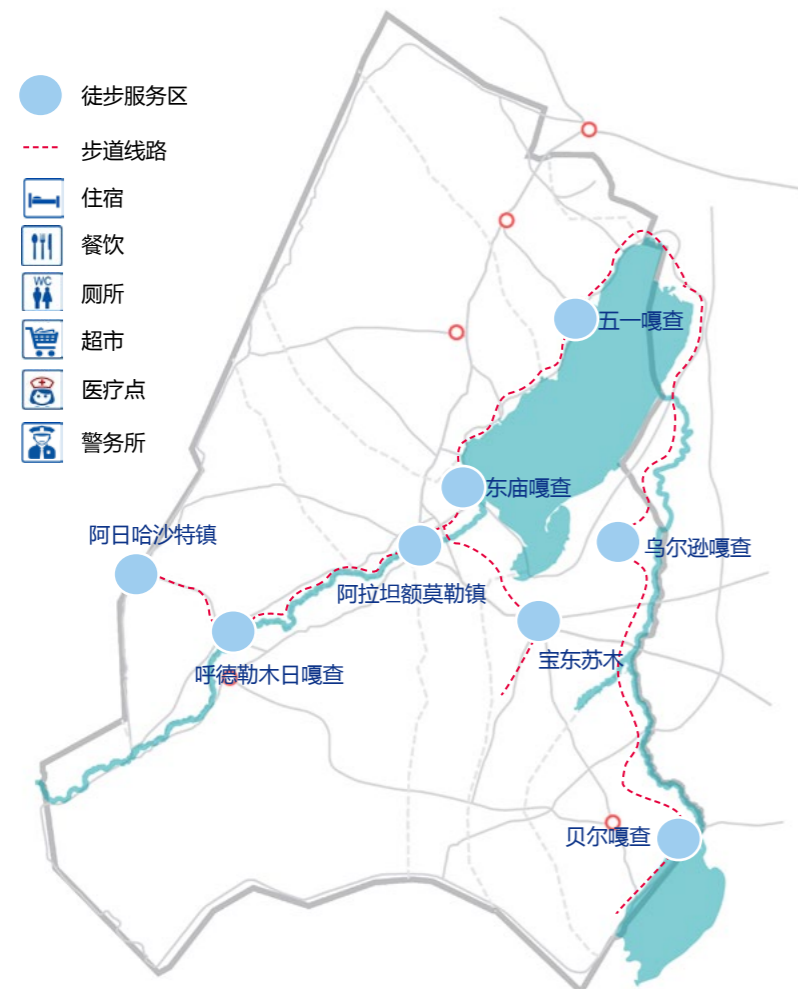 徒步服务区
步道线路
住宿
餐饮
WC
厕所
超市
医疗点
警务所
五一嘎查
东庙嘎查
阿日哈沙特镇
乌尔逊嘎查
阿拉坦额莫勒镇
宝东苏木
呼德勒木日嘎查
贝尔嘎查